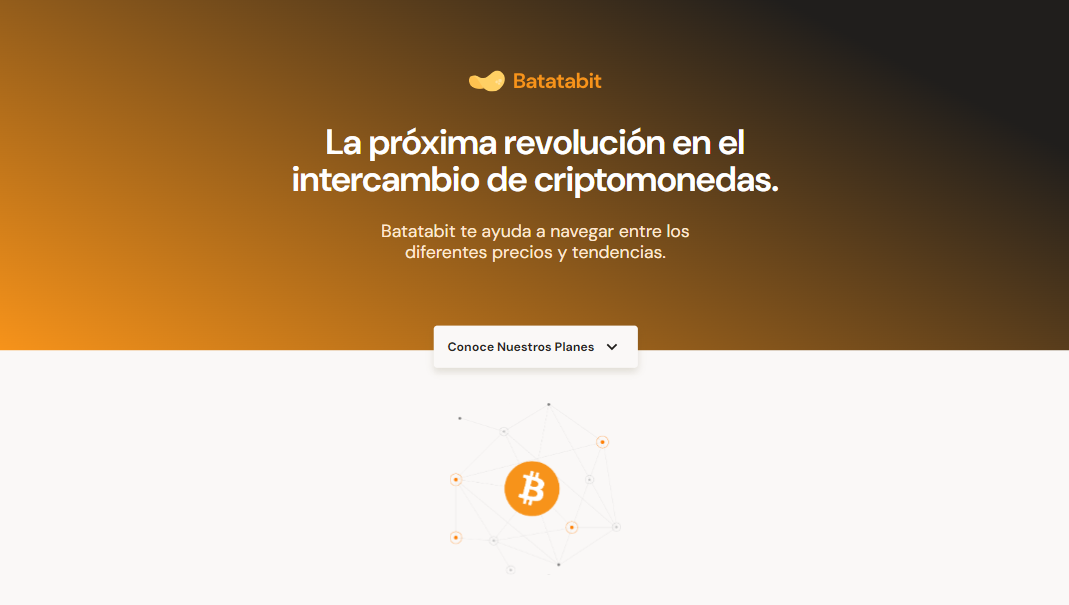 Batatabit
La próxima revolución en el
intercambio de criptomonedas.
Batatabit te ayuda a navegar entre los
diferentes precios y tendencias.
Conoce Nuestros Planes